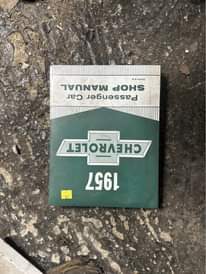 1957
CHEVROLET
Passenger Car
SHOP MANUAL